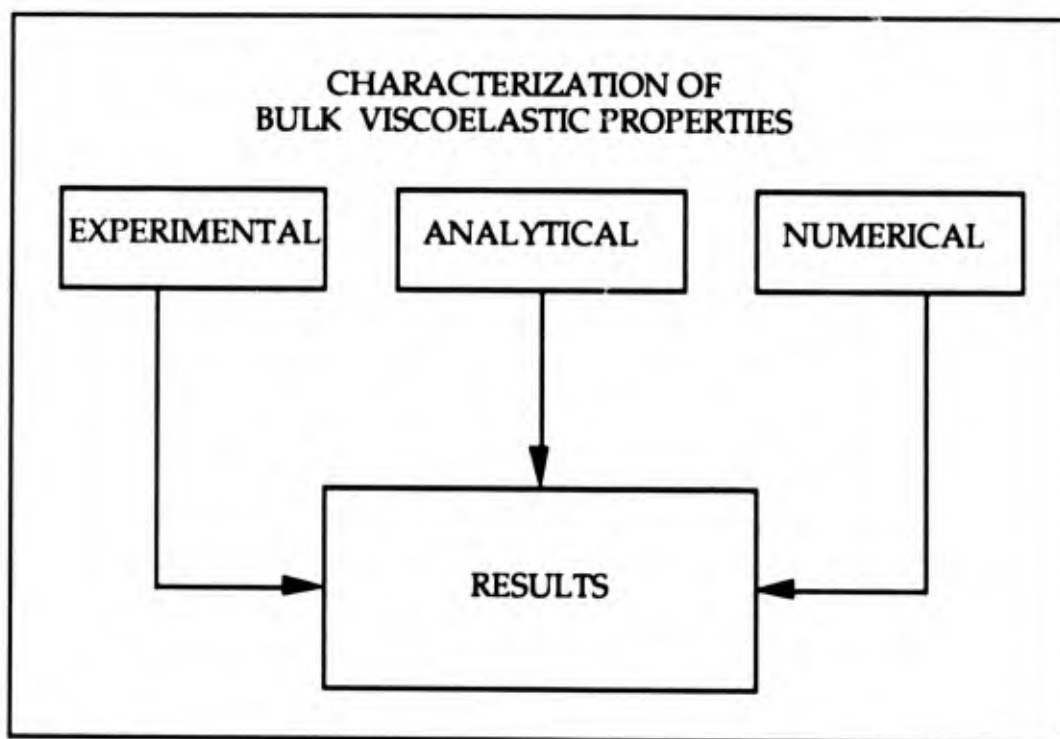 CHARACTERIZATION OF
BULK VISCOELASTIC PROPERTIES
EXPERIMENTAL
ANALYTICAL
NUMERICAL
RESULTS